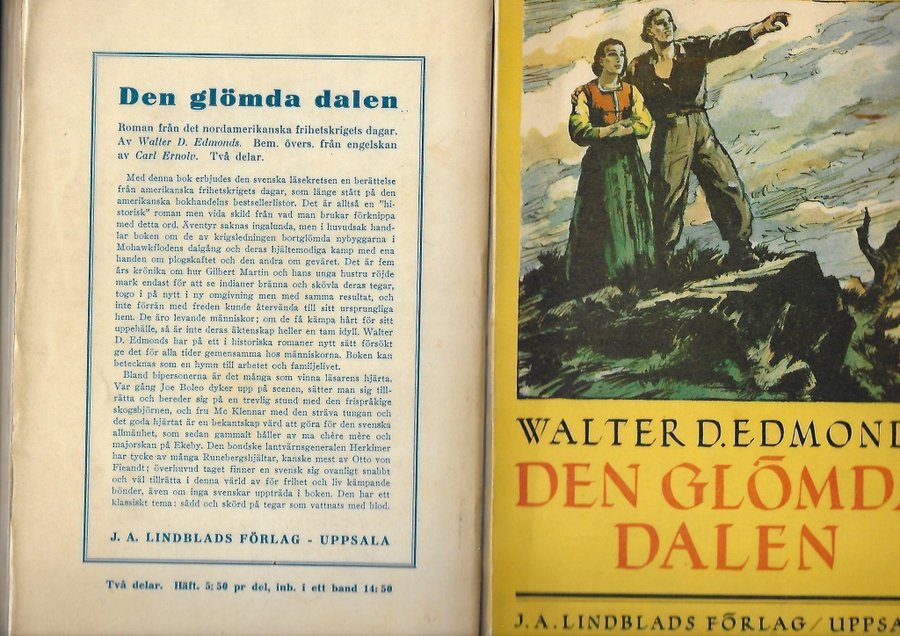 Den glömda dalen
Roman från det nordamerikanska frihetskrigets dagar.
Av Walter D. Edmonds. Bem. övers. från engelskan
av Carl Ernolv. Två delar.
Med denna bok erbjudes den svenska läsekretsen en berättelse
från amerikanska frihetskrigets dagar, som länge stått på den
amerikanska bokhandelns bestsellerlistor. Det är alltså en "hi-
storisk" roman men vida skild från vad man brukar förknippa
med detta ord. Äventyr saknas ingalunda, men i huvudsak hand-
lar boken om de av krigsledningen bortglömda nybyggarna i
Mohawkflodens dalgång och deras hjältemodiga kamp med ena
handen om plogskaftet och den andra om geväret. Det är fem
års krönika om hur Gilbert Martin och hans unga hustru röjde
mark endast för att se indianer bränna och skövla deras tegar,
togo i på nytt i ny omgivning men med samma resultat, och
inte förrän med freden kunde återvända till sitt ursprungliga
hem. De äro levande människor; om de få kämpa hårt för sitt
uppehälle, så är inte deras äktenskap heller en tam idyll. Walter
D. Edmonds har på ett i historiska romaner nytt sätt försökt
ge det för alla tider gemensamma hos människorna. Boken kan
betecknas som en hymn till arbetet och familjelivet.
Bland bipersonerna är det många som vinna läsarens hjärta.
Var gång Joe Boleo dyker upp på scenen, sätter man sig till-
rätta och bereder sig på en trevlig stund med den frispråkige
skogsbjörnen, och fru Mc Klennar med den sträva tungan och
det goda hjärtat är en bekantskap värd att göra för den svenska
allmänhet, som sedan gammalt håller av ma chère mère och
majorskan på Ekeby. Den bondske lantvärnsgeneralen Herkimer
har tycke av många Runebergshjältar, kanske mest av Otto von
Fieandt; överhuvud taget finner en svensk sig ovanligt snabbt
och väl tillrätta i denna värld av för frihet och liv kämpande
bönder, även om inga svenskar uppträda i boken. Den har ett
klassiskt tema: sådd och skörd på tegar som vattnats med blod.
J. A. LINDBLADS FÖRLAG - UPPSALA
Två delar. Häft. 5:50 pr del, inb. i ett band 14:50
WALTER D. EDMOND
DEN GLÖMDA
DALEN
J. A. LINDBLADS FÖRLAG / UPPSA